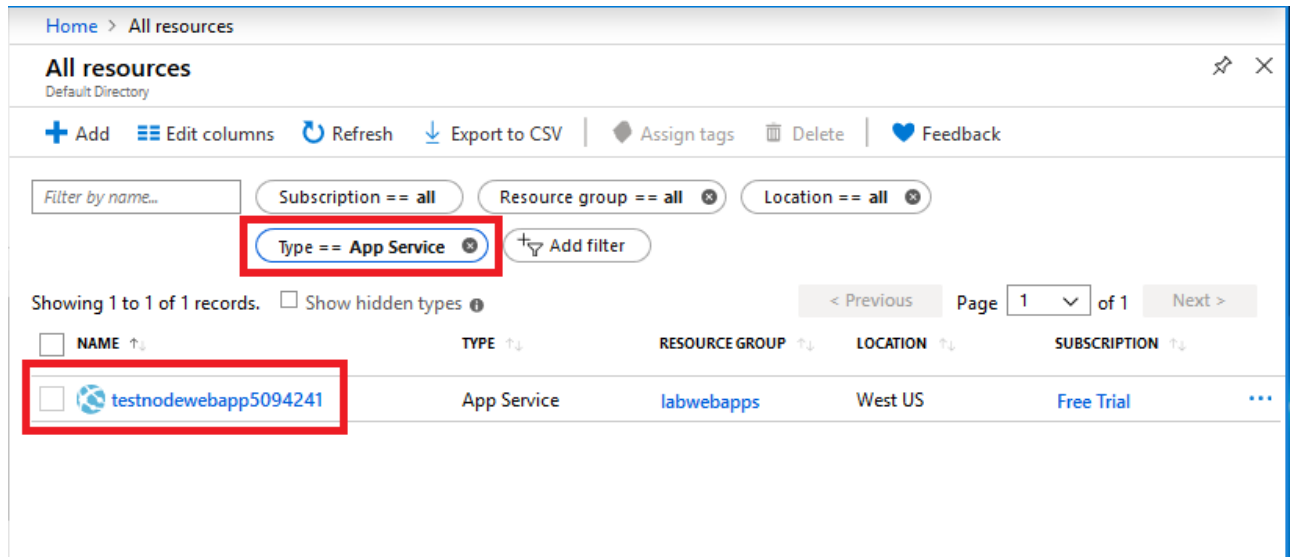 Home > All resources
All resources
Default Directory
Add Edit columns Refresh Export to CSV Assign tags Delete Feedback
Filter by name... Subscription == all Resource group == all Location == all
Type == App Service Add filter
Showing 1 to 1 of 1 records. Show hidden types < Previous Page 1 of 1 Next >
NAME TYPE RESOURCE GROUP LOCATION SUBSCRIPTION
testnodewebapp5094241 App Service labwebapps West US Free Trial